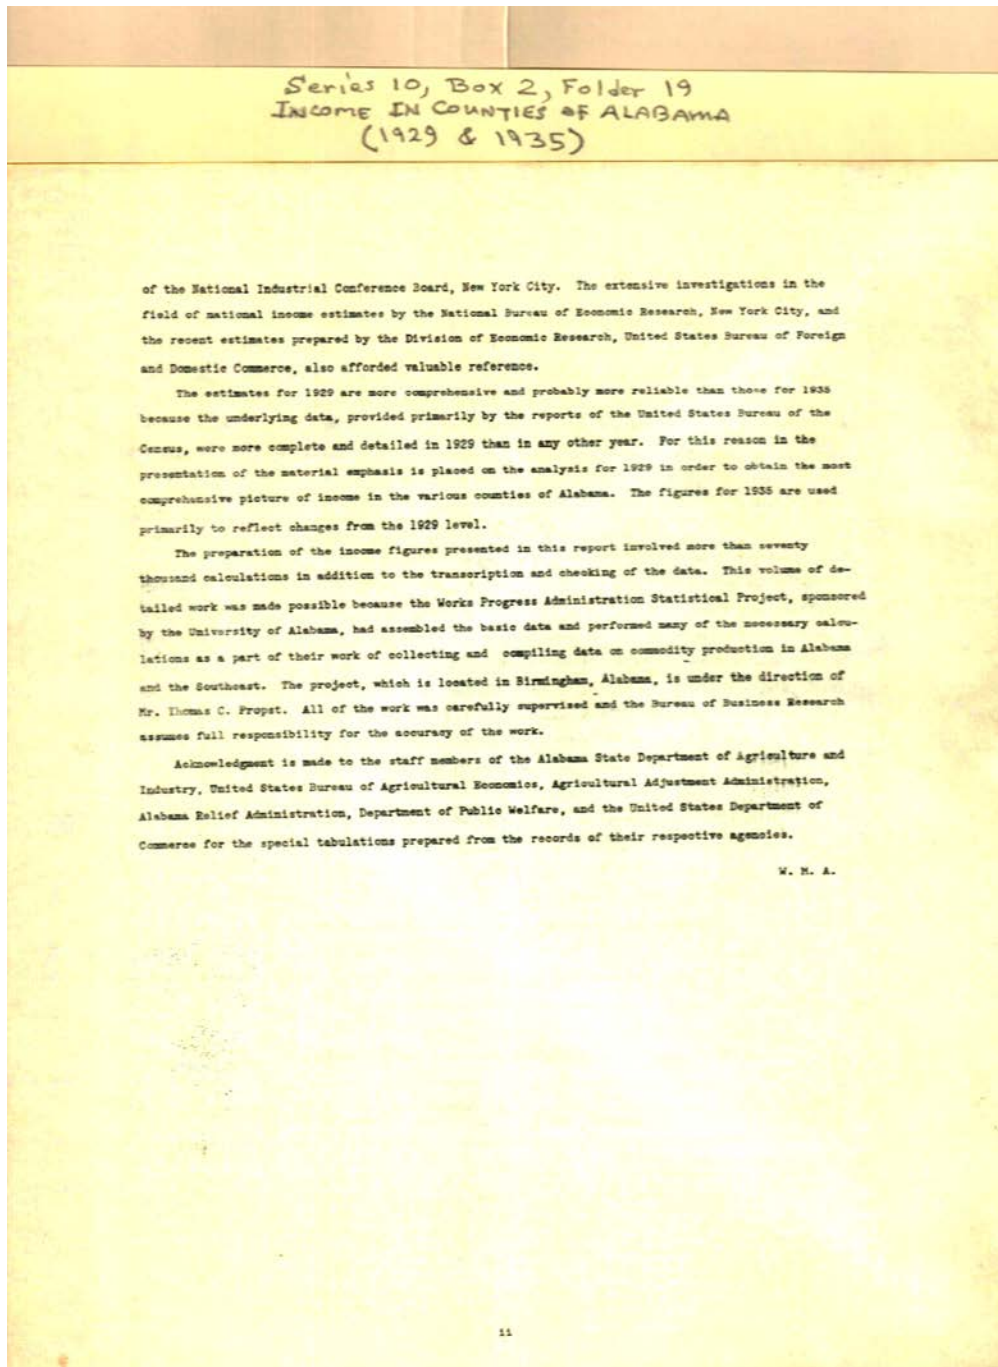 Series 10, Box 2, Folder 19
INCOME IN COUNTIES OF ALABAMA
(1929 & 1935)
of the National Industrial Conference Board, New York City. The extensive investigations in the
field of national income estimates by the National Bureau of Economic Research, New York City, and
the recent estimates prepared by the Division of Economic Research, United States Bureau of Foreign
and Domestic Commerce, also afforded valuable reference.
The estimates for 1929 are more comprehensive and probably more reliable than those for 1935
because the underlying data, provided primarily by the reports of the United States Bureau of the
Census, were more complete and detailed in 1929 than in any other year. For this reason in the
presentation of the material emphasis is placed on the analysis for 1929 in order to obtain the most
comprehensive picture of income in the various counties of Alabama. The figures for 1935 are used
primarily to reflect changes from the 1929 level.
The preparation of the income figures presented in this report involved more than seventy
thousand calculations in addition to the transcription and checking of the data. This volume of de-
tailed work was made possible because the Works Progress Administration Statistical Project, sponsored
by the University of Alabama, had assembled the basic data and performed many of the necessary calcu-
lations as a part of their work of collecting and compiling data on commodity production in Alabama
and the Southeast. The project, which is located in Birmingham, Alabama, is under the direction of
Mr. Thomas C. Propst. All of the work was carefully supervised and the Bureau of Business Research
assumes full responsibility for the accuracy of the work.
Acknowledgment is made to the staff members of the Alabama State Department of Agriculture and
Industry, United States Bureau of Agricultural Economics, Agricultural Adjustment Administration,
Alabama Relief Administration, Department of Public Welfare, and the United States Department of
Commerce for the special tabulations prepared from the records of their respective agencies.
W. M. A.
ii